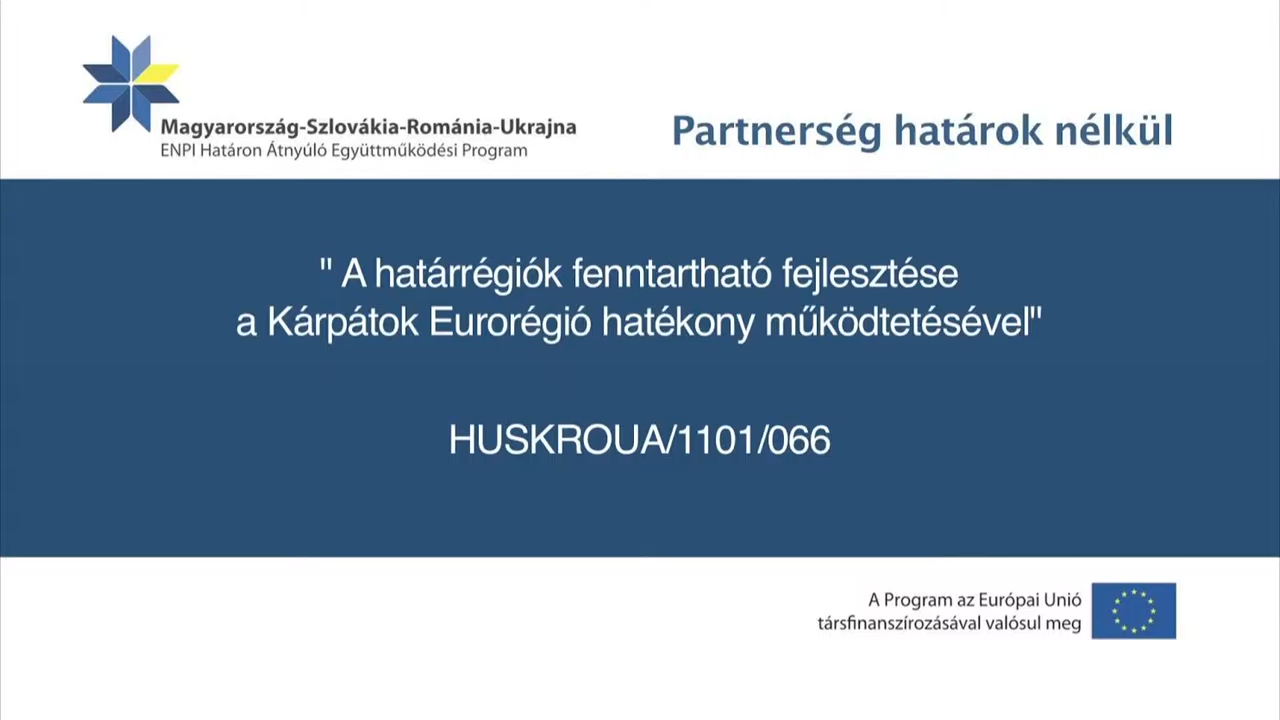 Magyarország-Szlovákia-Románia-Ukrajna
ENPI Határon Átnyúló Együttműködési Program
Partnerség határok nélkül
" A határrégiók fenntartható fejlesztése
a Kárpátok Eurorégió hatékony működtetésével"
HUSKROUA/1101/066
A Program az Európai Unió
társfinanszírozásával valósul meg